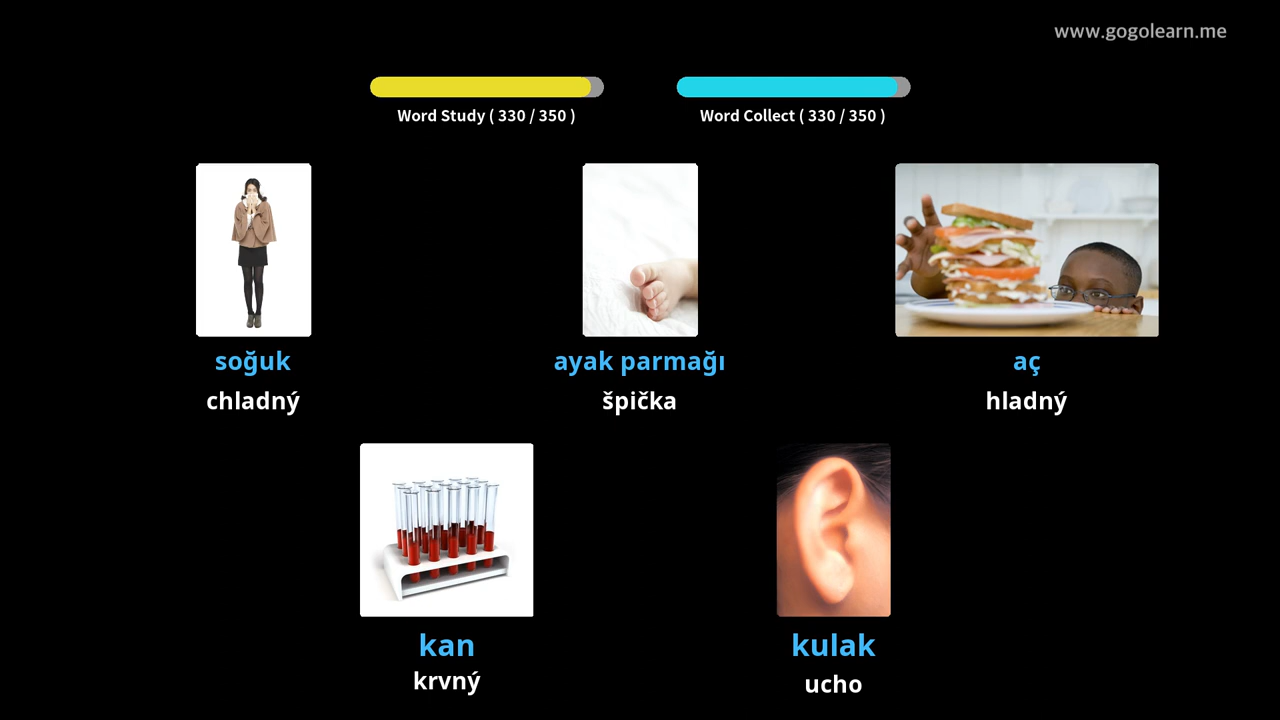 www.gogolearn.me
Word Study ( 330 / 350 )
Word Collect ( 330 / 350 )
soğuk
ayak parmağı
aç
chladný
špička
hladný
kan
kulak
krvný
ucho